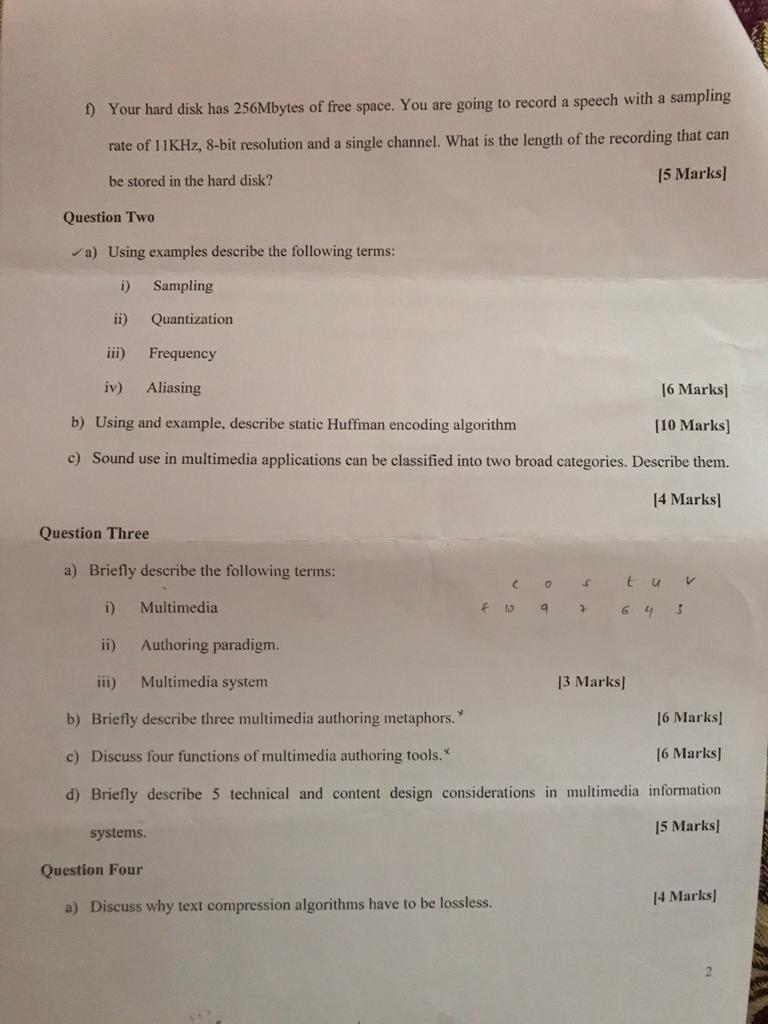 f) Your hard disk has 256Mbytes of free space. You are going to record a speech with a sampling
rate of 11KHz, 8-bit resolution and a single channel. What is the length of the recording that can
be stored in the hard disk? [5 Marks]
Question Two
✓ a) Using examples describe the following terms:
i) Sampling
ii) Quantization
iii) Frequency
iv) Aliasing [6 Marks]
b) Using and example, describe static Huffman encoding algorithm [10 Marks]
c) Sound use in multimedia applications can be classified into two broad categories. Describe them.
[4 Marks]
Question Three
a) Briefly describe the following terms:
e o s t u v
i) Multimedia f 10 9 7 6 4 5
ii) Authoring paradigm.
iii) Multimedia system [3 Marks]
b) Briefly describe three multimedia authoring metaphors. x [6 Marks]
c) Discuss four functions of multimedia authoring tools. x [6 Marks]
d) Briefly describe 5 technical and content design considerations in multimedia information
systems. [5 Marks]
Question Four
a) Discuss why text compression algorithms have to be lossless. [4 Marks]
2